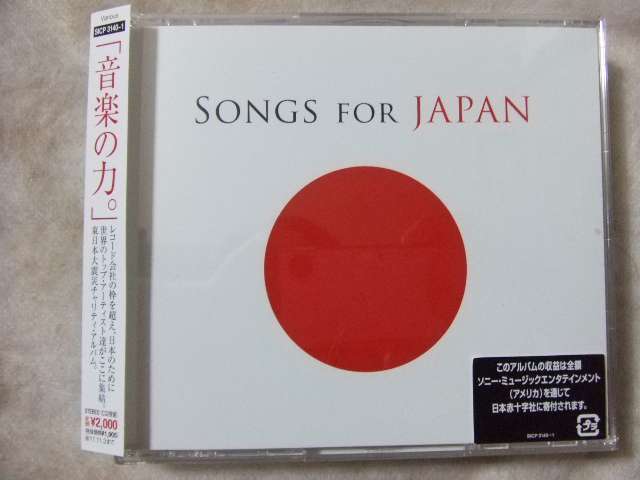 Various
SICP 3140~1
「音楽の力。」
レコード会社の枠を超え、日本のために
世界のトップ・アーティスト達がここに集結。
東日本大震災チャリティ・アルバム。
STEREO
¥2,000
SONGS FOR JAPAN
このアルバムの収益は全額
ソニー・ミュージックエンタテインメント
(アメリカ)を通じて
日本赤十字社に寄付されます。
SICP 3140~1